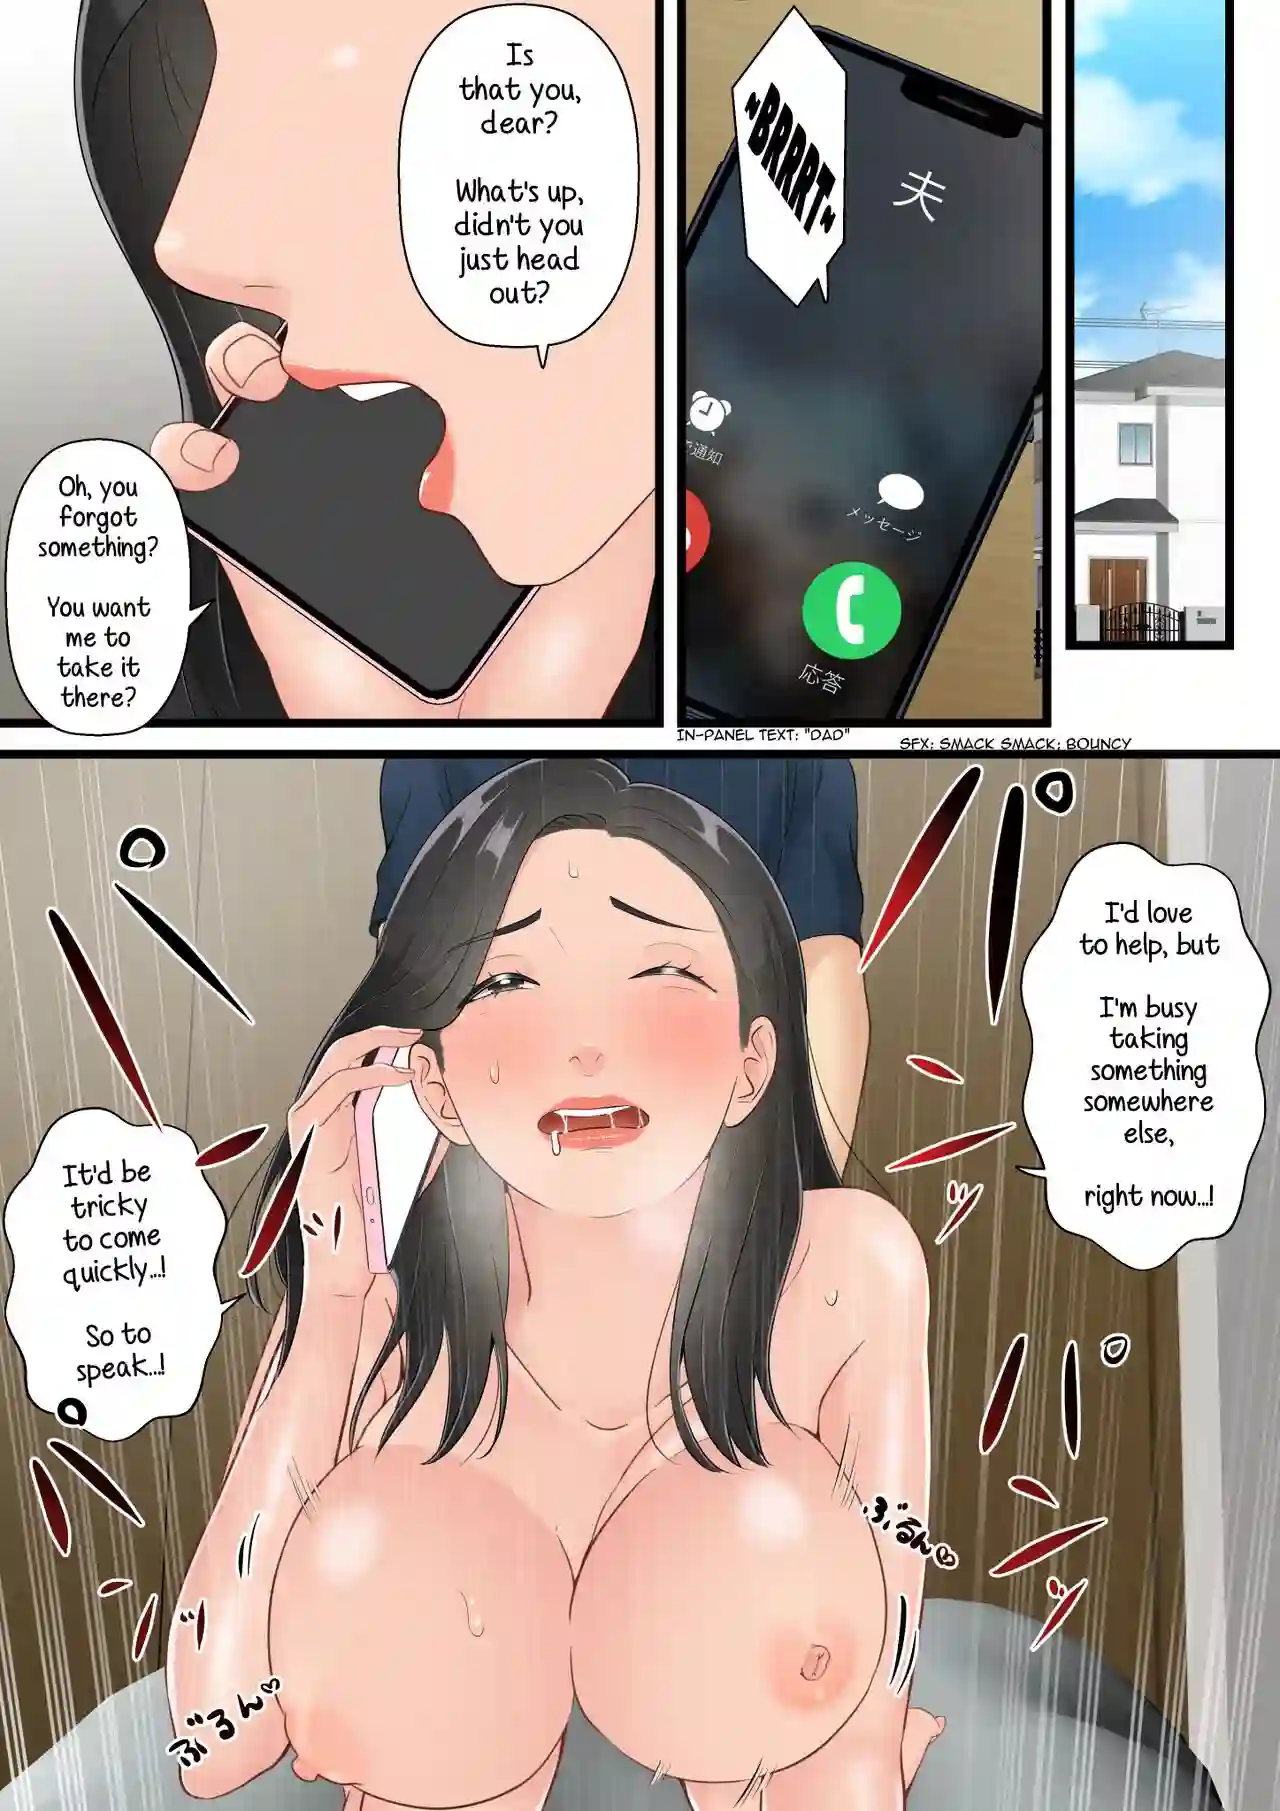 ~BRRRT~
夫
通知
メッセージ
応答
Is
that you,
dear?
What's up,
didn't you
just head
out?
Oh, you
forgot
something?
You want
me to
take it
there?
IN-PANEL TEXT: "DAD"
SFX: SMACK SMACK; BOUNCY
I'd love
to help, but
I'm busy
taking
something
somewhere
else,
right now...!
It'd be
tricky
to come
quickly...!
So to
speak...!
ぶるん♡
ぶるん♡